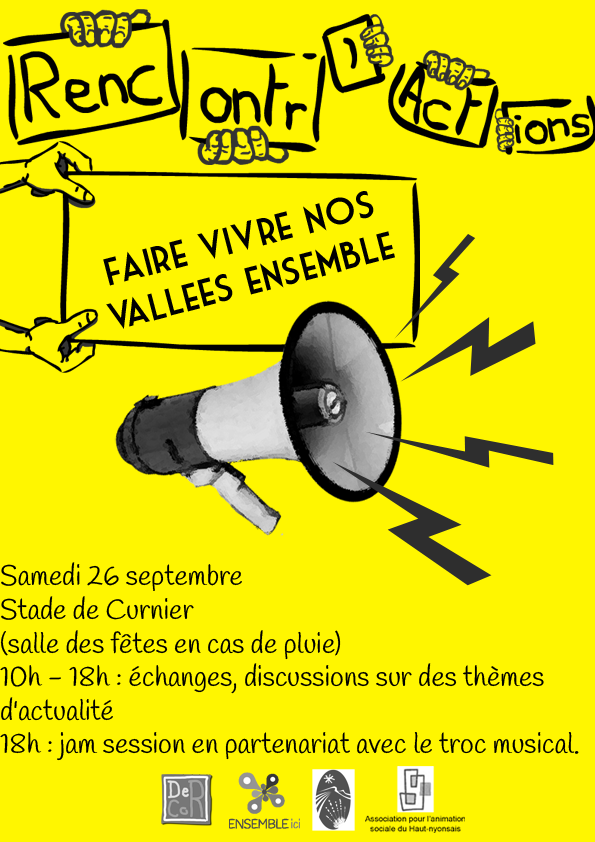 Renc ontr ' Act ions
FAIRE VIVRE NOS
VALLEES ENSEMBLE
Samedi 26 septembre
Stade de Curnier
(salle des fêtes en cas de pluie)
10h – 18h : échanges, discussions sur des thèmes
d'actualité
18h : jam session en partenariat avec le troc musical.
DeCoR
ENSEMBLE ici
Association pour l'animation
sociale du Haut-nyonsais